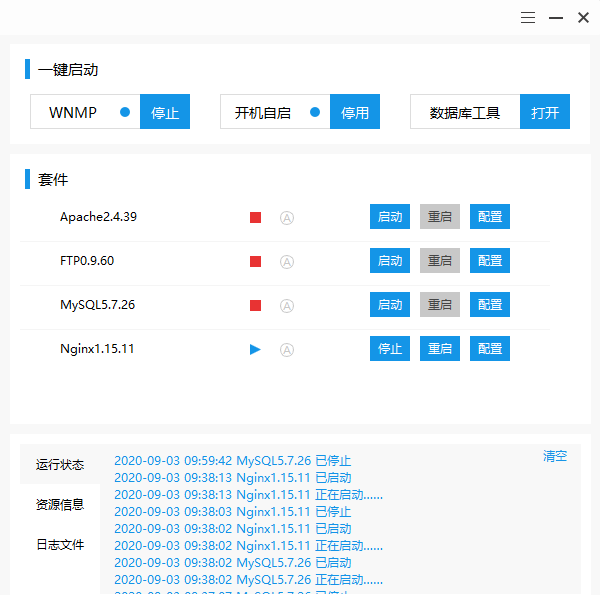 一键启动
WNMP 停止 开机自启 停用 数据库工具 打开
套件
Apache2.4.39 A 启动 重启 配置
FTP0.9.60 A 启动 重启 配置
MySQL5.7.26 A 启动 重启 配置
Nginx1.15.11 A 停止 重启 配置
运行状态
资源信息
日志文件
清空
2020-09-03 09:59:42 MySQL5.7.26 已停止
2020-09-03 09:38:13 Nginx1.15.11 已启动
2020-09-03 09:38:13 Nginx1.15.11 正在启动......
2020-09-03 09:38:03 Nginx1.15.11 已停止
2020-09-03 09:38:02 Nginx1.15.11 已启动
2020-09-03 09:38:02 Nginx1.15.11 正在启动......
2020-09-03 09:38:02 MySQL5.7.26 已启动
2020-09-03 09:38:02 MySQL5.7.26 正在启动......